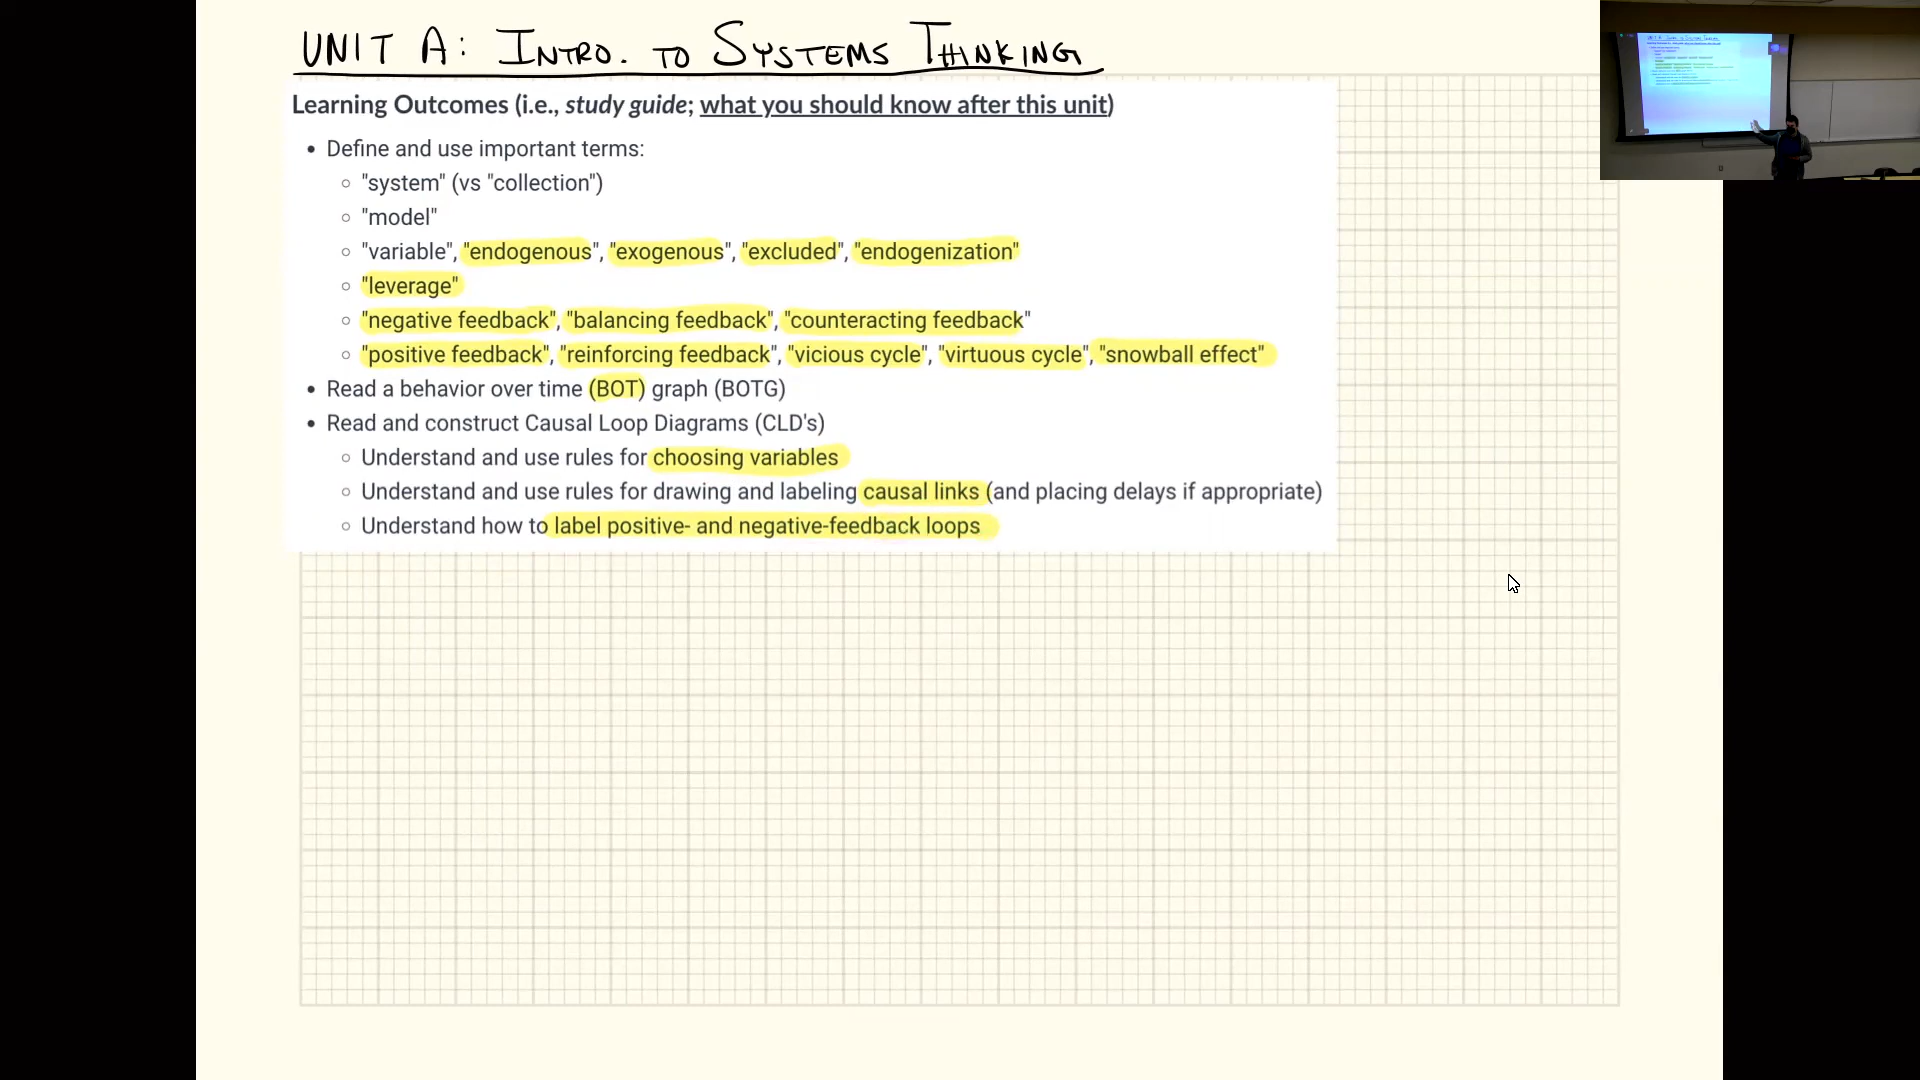 UNIT A: INTRO. TO SYSTEMS THINKING
Learning Outcomes (i.e., study guide; what you should know after this unit)
• Define and use important terms:
◦ "system" (vs "collection")
◦ "model"
◦ "variable", "endogenous", "exogenous", "excluded", "endogenization"
◦ "leverage"
◦ "negative feedback", "balancing feedback", "counteracting feedback"
◦ "positive feedback", "reinforcing feedback", "vicious cycle", "virtuous cycle", "snowball effect"
• Read a behavior over time (BOT) graph (BOTG)
• Read and construct Causal Loop Diagrams (CLD's)
◦ Understand and use rules for choosing variables
◦ Understand and use rules for drawing and labeling causal links (and placing delays if appropriate)
◦ Understand how to label positive- and negative-feedback loops